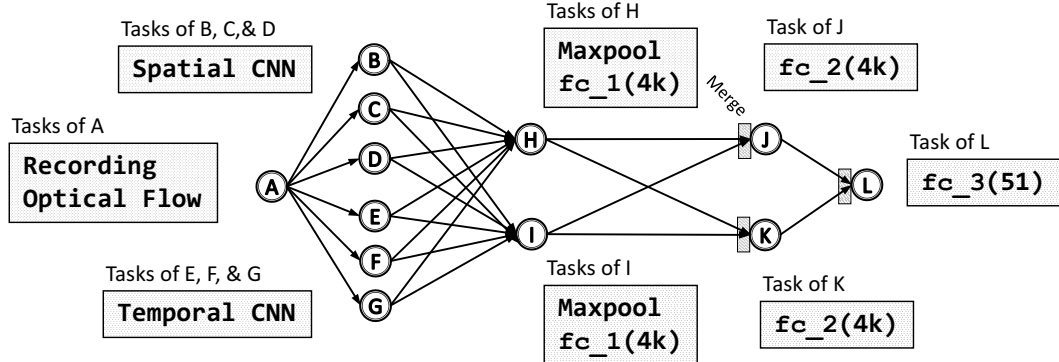 Tasks of B, C,& D
Spatial CNN
Tasks of A
Recording
Optical Flow
Tasks of E, F, & G
Temporal CNN
A
B
C
D
E
F
G
Tasks of H
Maxpool
fc_1(4k)
H
I
Tasks of I
Maxpool
fc_1(4k)
Merge
Tasks of J
fc_2(4k)
J
K
Task of K
fc_2(4k)
L
Task of L
fc_3(51)